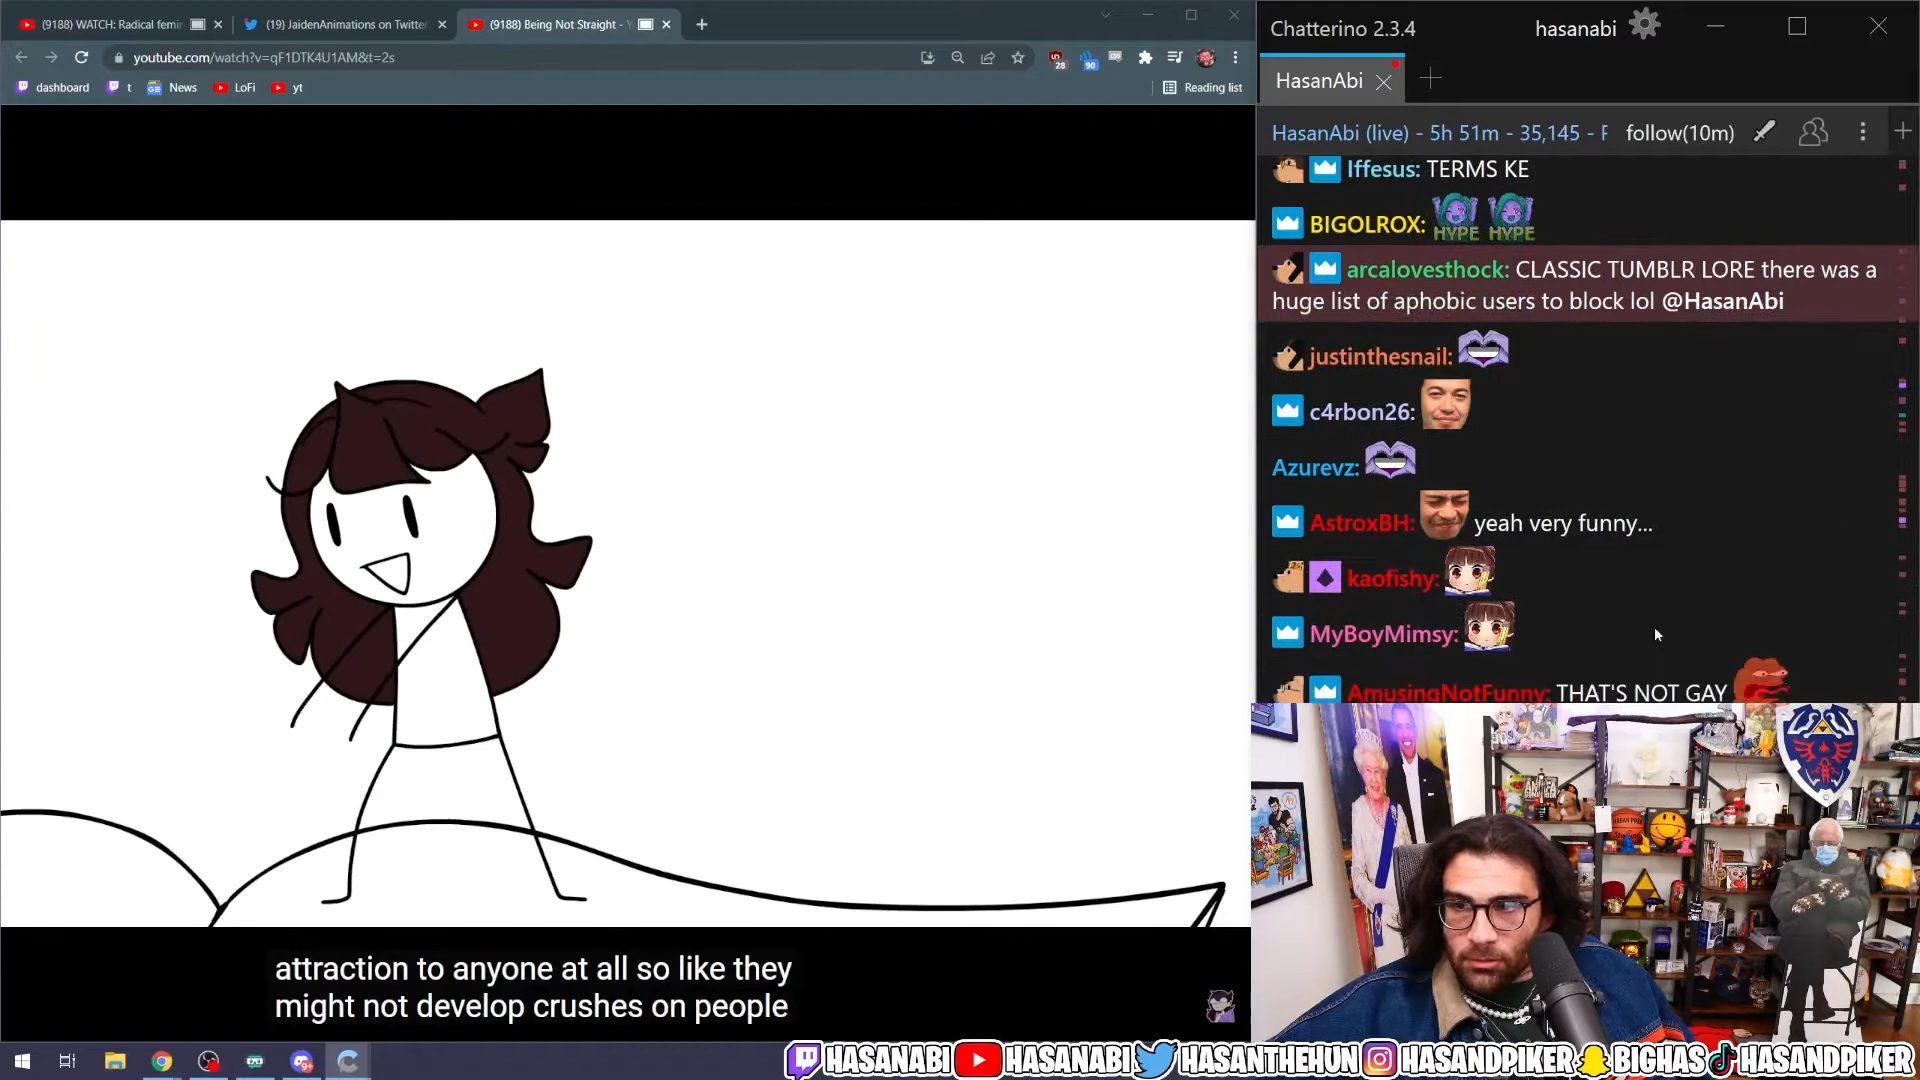 (9188) WATCH: Radical femin
(19) JaidenAnimations on Twitter
(9188) Being Not Straight - Y
youtube.com/watch?v=qF1DTK4U1AM&t=2s
28
90
dashboard
t
News
LoFi
yt
Reading list
attraction to anyone at all so like they
might not develop crushes on people
Chatterino 2.3.4
hasanabi
HasanAbi
HasanAbi (live) - 5h 51m - 35,145 - F
follow(10m)
Iffesus: TERMS KE
BIGOLROX: HYPE HYPE
arcalovesthock: CLASSIC TUMBLR LORE there was a
huge list of aphobic users to block lol @HasanAbi
justinthesnail:
c4rbon26:
Azurevz:
AstroxBH: yeah very funny...
kaofishy:
MyBoyMimsy:
AmusingNotFunny: THAT'S NOT GAY
HASANABI HASANABI HASANTHEHUN HASANDPIKER BIGHAS HASANDPIKER